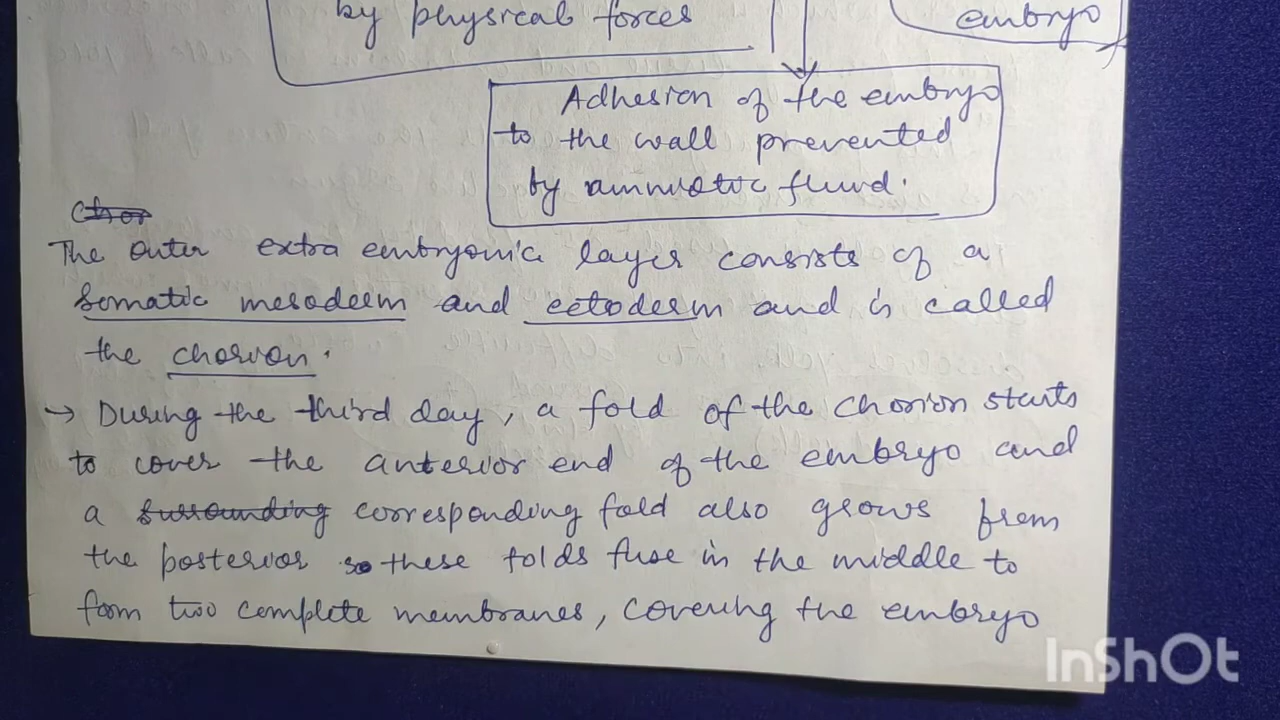 by physical forces
embryo
Adhesion of the embryo
to the wall prevented
by amniotic fluid.
Chor
The outer extra embryonic layer consists of a
somatic mesoderm and ectoderm and is called
the chorion.
→ During the third day, a fold of the chorion starts
to cover the anterior end of the embryo and
a surrounding corresponding fold also grows from
the posterior so these folds fuse in the middle to
form two complete membranes, covering the embryo
InShOt